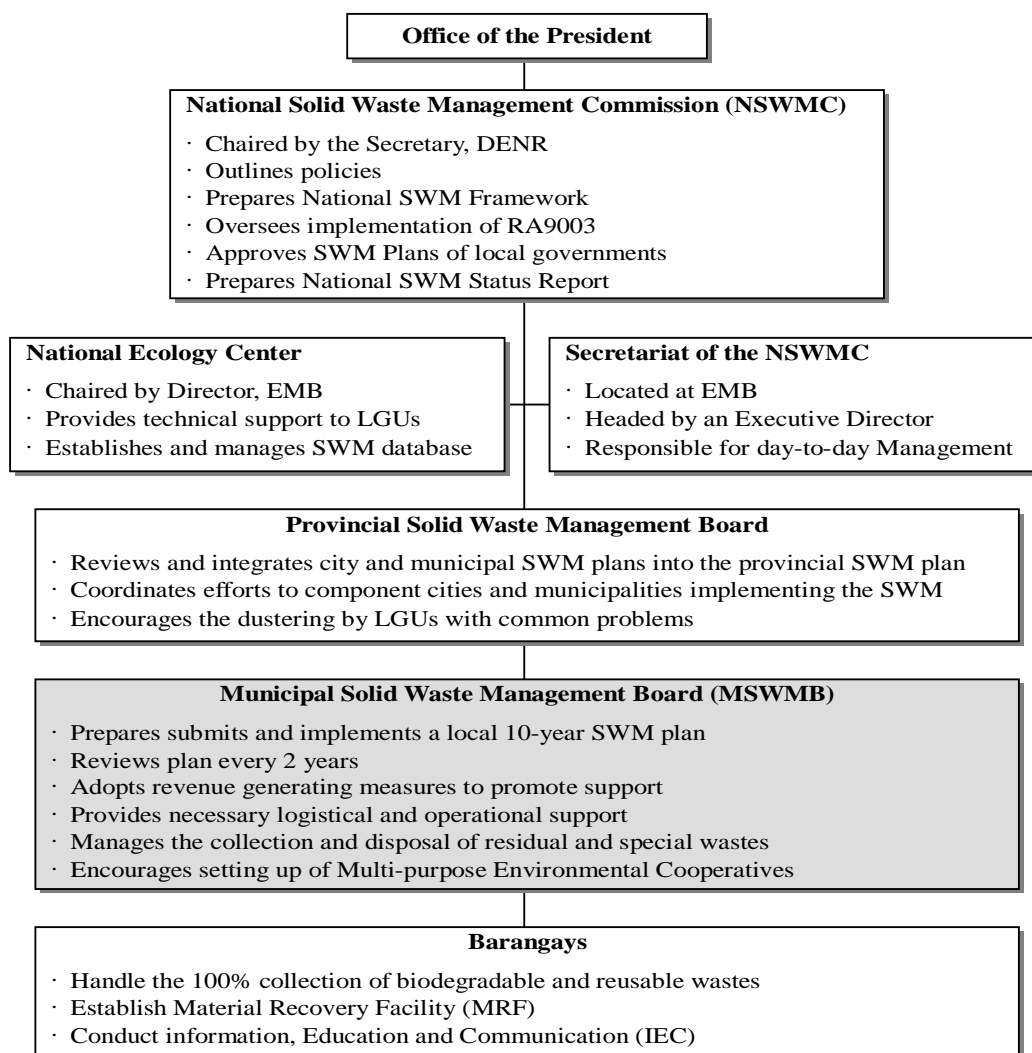 Office of the President
National Solid Waste Management Commission (NSWMC)
· Chaired by the Secretary, DENR
· Outlines policies
· Prepares National SWM Framework
· Oversees implementation of RA9003
· Approves SWM Plans of local governments
· Prepares National SWM Status Report
National Ecology Center
· Chaired by Director, EMB
· Provides technical support to LGUs
· Establishes and manages SWM database
Secretariat of the NSWMC
· Located at EMB
· Headed by an Executive Director
· Responsible for day-to-day Management
Provincial Solid Waste Management Board
· Reviews and integrates city and municipal SWM plans into the provincial SWM plan
· Coordinates efforts to component cities and municipalities implementing the SWM
· Encourages the dustering by LGUs with common problems
Municipal Solid Waste Management Board (MSWMB)
· Prepares submits and implements a local 10-year SWM plan
· Reviews plan every 2 years
· Adopts revenue generating measures to promote support
· Provides necessary logistical and operational support
· Manages the collection and disposal of residual and special wastes
· Encourages setting up of Multi-purpose Environmental Cooperatives
Barangays
· Handle the 100% collection of biodegradable and reusable wastes
· Establish Material Recovery Facility (MRF)
· Conduct information, Education and Communication (IEC)